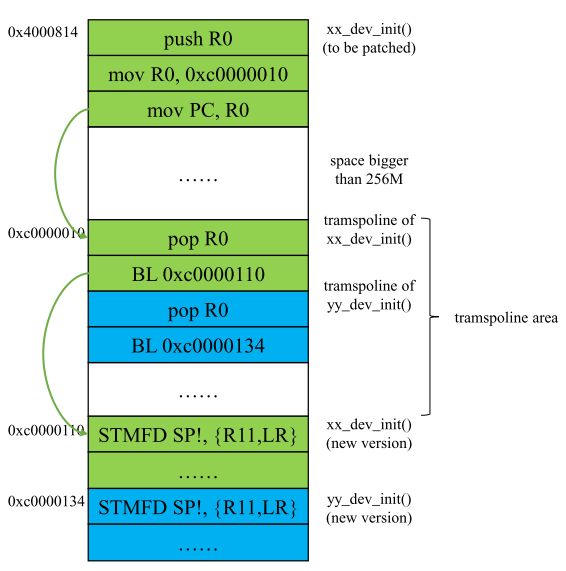 0x4000814
push R0
xx_dev_init()
(to be patched)
mov R0, 0xc0000010
mov PC, R0
……
space bigger
than 256M
0xc0000010
pop R0
tramspoline of
xx_dev_init()
BL 0xc0000110
tramspoline of
yy_dev_init()
pop R0
tramspoline area
BL 0xc0000134
……
0xc0000110
STMFD SP!, {R11,LR}
xx_dev_init()
(new version)
……
0xc0000134
STMFD SP!, {R11,LR}
yy_dev_init()
(new version)
……